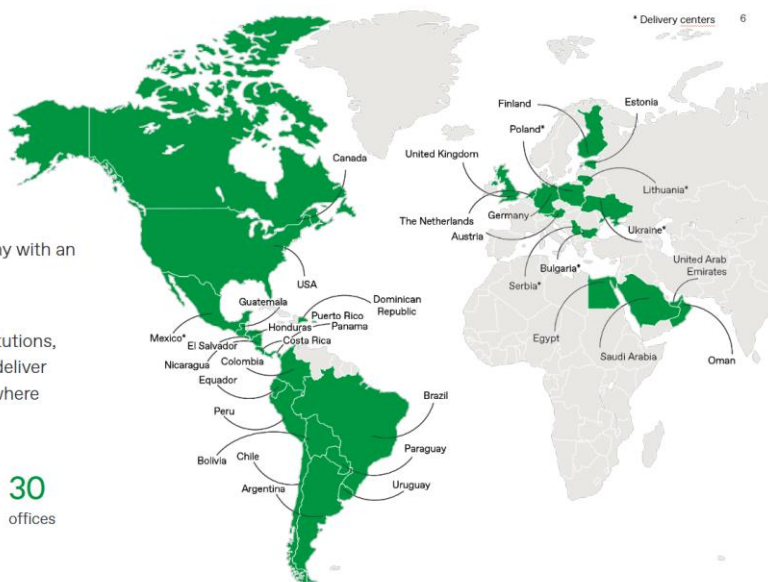 * Delivery centers 6
Finland
Estonia
Poland*
United Kingdom
Canada
Lithuania*
The Netherlands
Germany
Austria
Ukraine*
ny with an
Bulgaria*
United Arab
Emirates
Serbia*
USA
Guatemala
Dominican
Republic
Puerto Rico
Honduras
Panama
Mexico*
El Salvador
Costa Rica
Egypt
Saudi Arabia
Oman
tutions,
Nicaragua
Colombia
deliver
Equador
where
Peru
Brazil
Bolivia
Chile
Paraguay
Argentina
Uruguay
30
offices